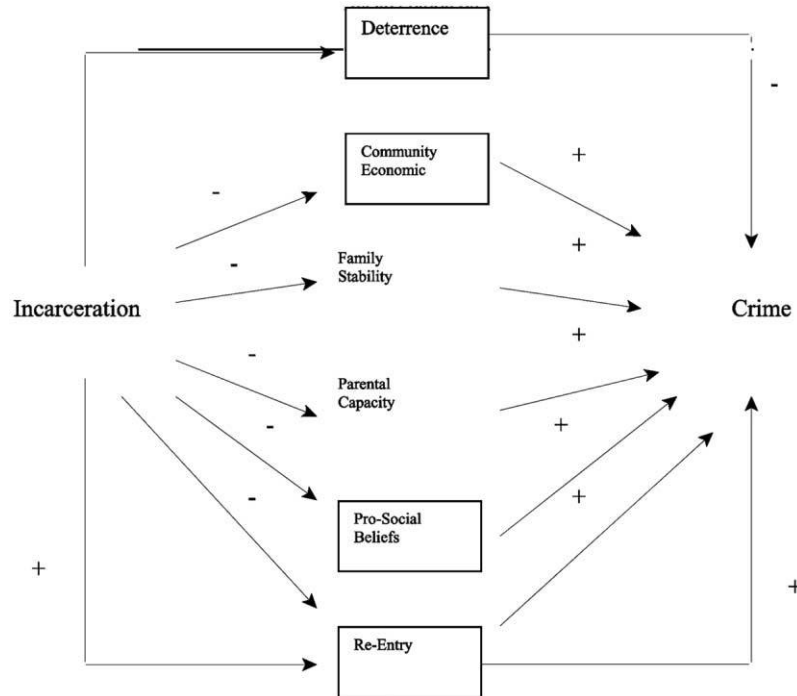 Deterrence
-
Community
Economic
+
-
Family
Stability
+
-
Incarceration
Crime
+
-
Parental
Capacity
+
-
Pro-Social
Beliefs
+
-
+
+
Re-Entry